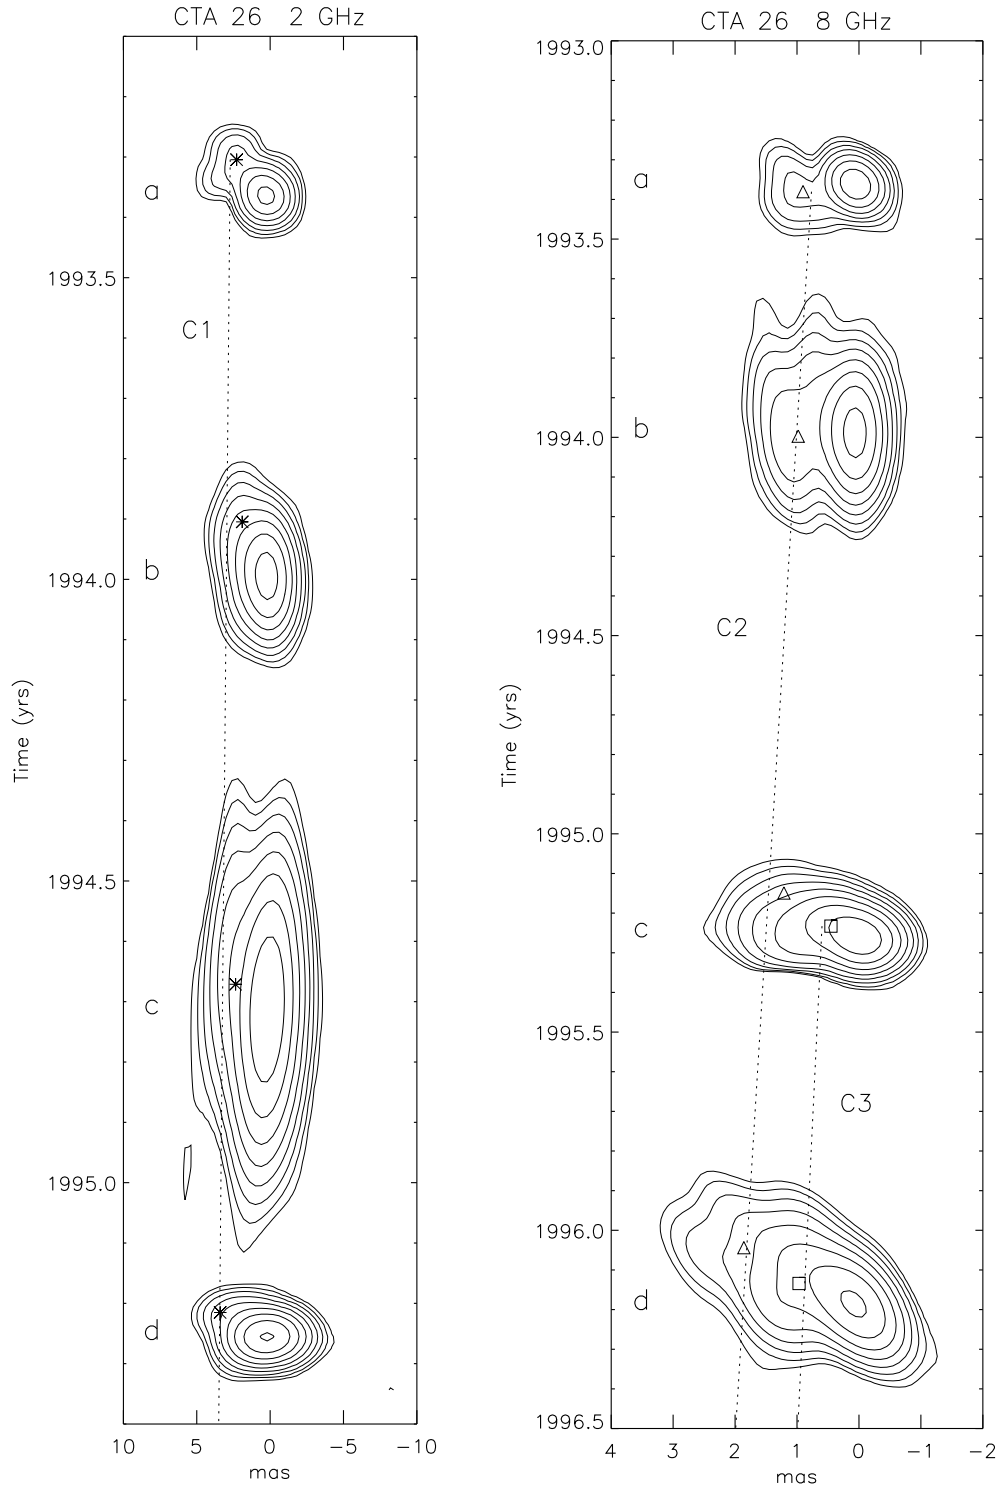 CTA 26 2 GHz
a
1993.5
C1
b
1994.0
Time (yrs)
1994.5
c
1995.0
d
10 5 0 −5 −10
mas
CTA 26 8 GHz
1993.0
a
1993.5
b
1994.0
C2
1994.5
Time (yrs)
1995.0
c
1995.5
C3
1996.0
d
1996.5
4 3 2 1 0 −1 −2
mas